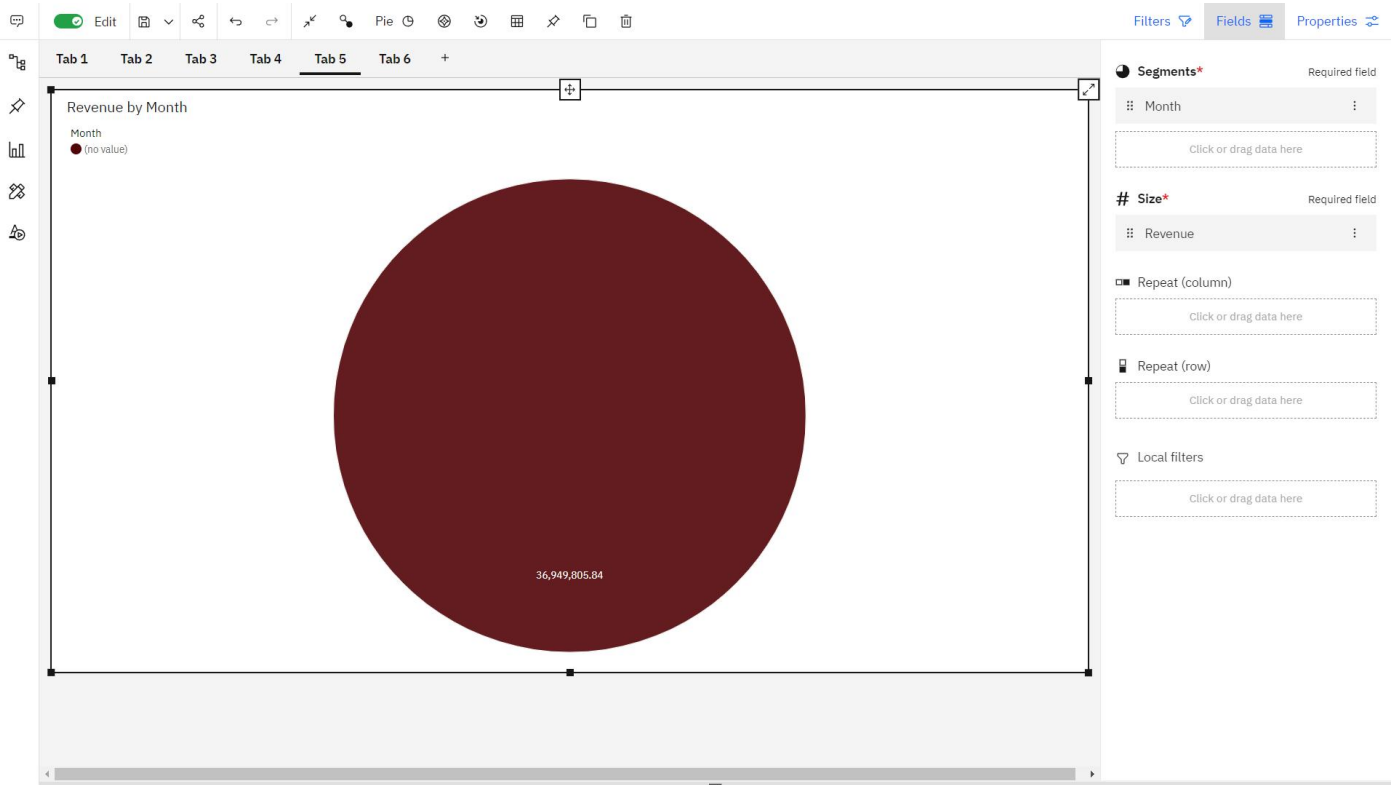 Edit
Pie
Filters
Fields
Properties
Tab 1
Tab 2
Tab 3
Tab 4
Tab 5
Tab 6
+
Revenue by Month
Month
(no value)
36,949,805.84
Segments*
Required field
Month
Click or drag data here
# Size*
Required field
Revenue
Repeat (column)
Click or drag data here
Repeat (row)
Click or drag data here
Local filters
Click or drag data here